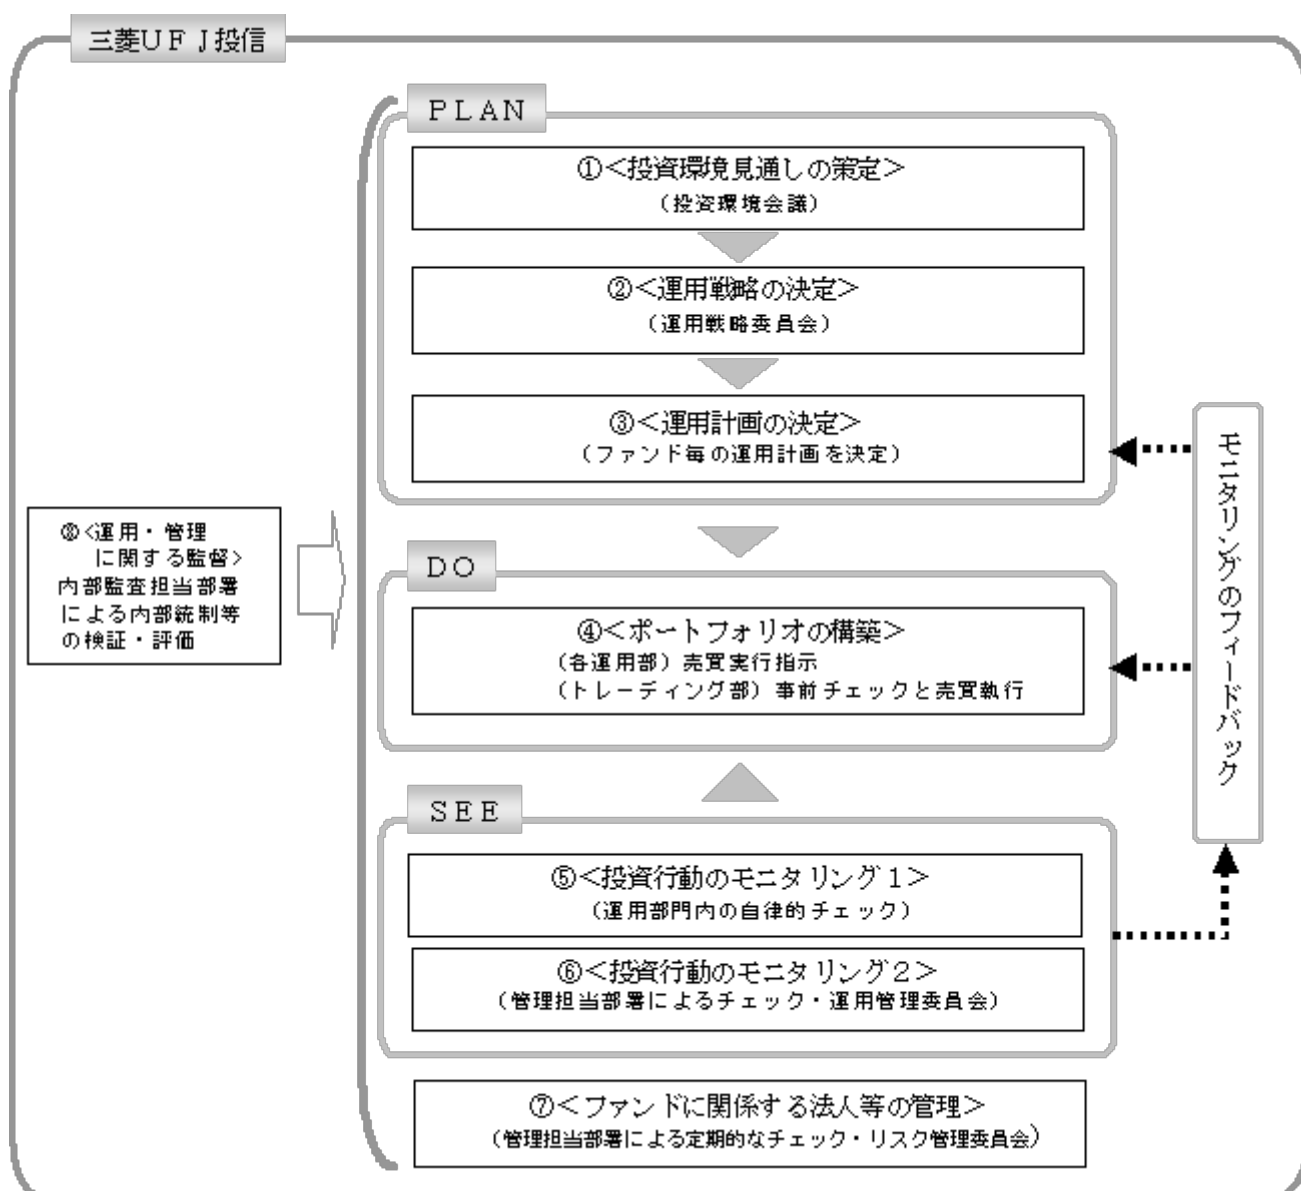 三菱ＵＦＪ投信
ＰＬＡＮ
①＜投資環境見通しの策定＞
（投資環境会議）
②＜運用戦略の決定＞
（運用戦略委員会）
③＜運用計画の決定＞
（ファンド毎の運用計画を決定）
モニタリングのフィードバック
⑧＜運用・管理
に関する監督＞
内部監査担当部署
による内部統制等
の検証・評価
ＤＯ
④＜ポートフォリオの構築＞
（各運用部）売買実行指示
（トレーディング部）事前チェックと売買執行
ＳＥＥ
⑤＜投資行動のモニタリング１＞
（運用部門内の自律的チェック）
⑥＜投資行動のモニタリング２＞
（管理担当部署によるチェック・運用管理委員会）
⑦＜ファンドに関係する法人等の管理＞
（管理担当部署による定期的なチェック・リスク管理委員会）